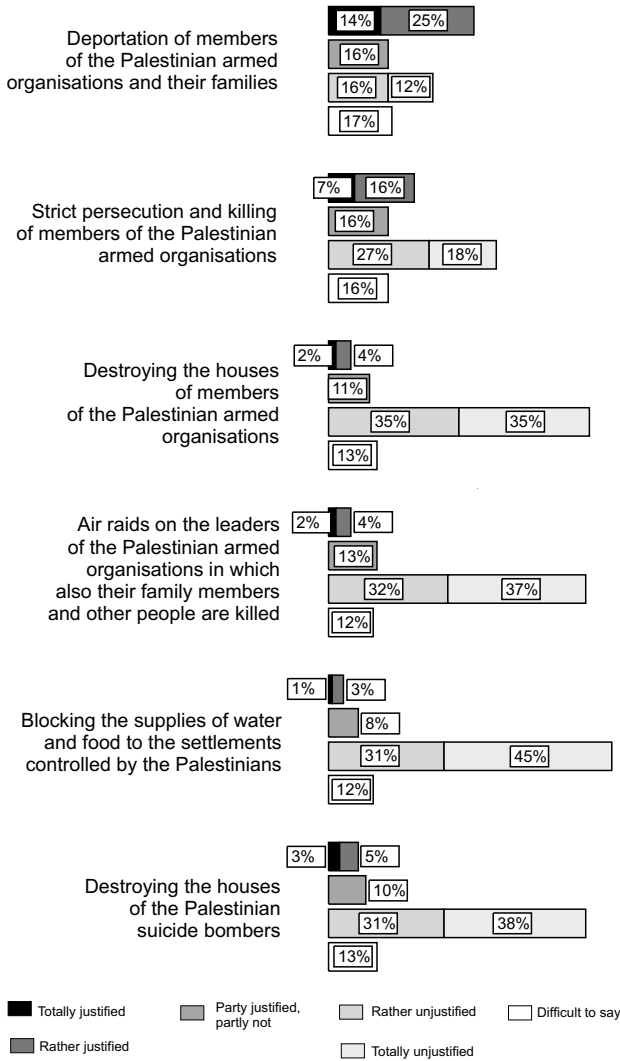 14% 25%
Deportation of members
of the Palestinian armed
organisations and their families
16%
16% 12%
17%
7% 16%
Strict persecution and killing
of members of the Palestinian
armed organisations
16%
27% 18%
16%
2% 4%
Destroying the houses
of members
of the Palestinian armed
organisations
11%
35% 35%
13%
2% 4%
Air raids on the leaders
of the Palestinian armed
organisations in which
also their family members
and other people are killed
13%
32% 37%
12%
1% 3%
Blocking the supplies of water
and food to the settlements
controlled by the Palestinians
8%
31% 45%
12%
3% 5%
Destroying the houses
of the Palestinian
suicide bombers
10%
31% 38%
13%
Totally justified
Party justified,
partly not
Rather unjustified
Difficult to say
Rather justified
Totally unjustified